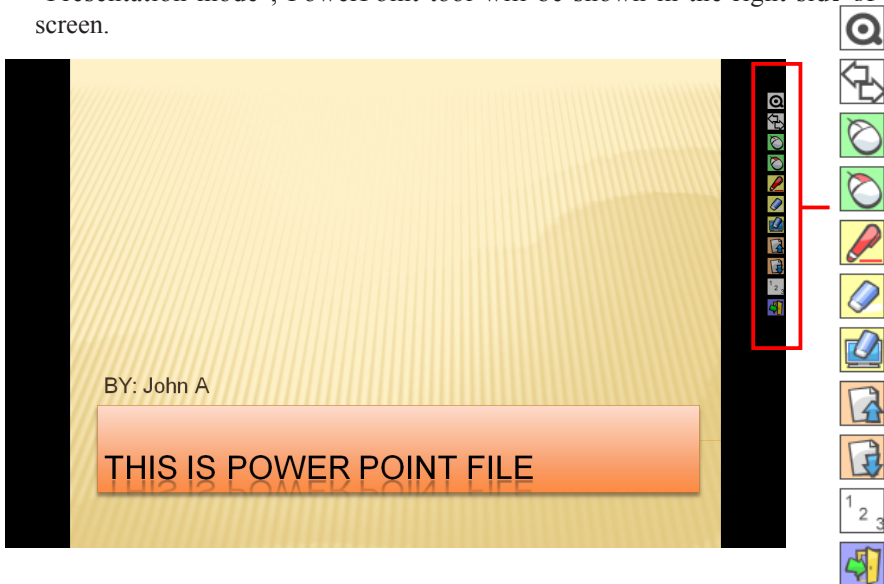 "Presentation mode", PowerPoint tool will be shown in the right side of
screen.
BY: John A
THIS IS POWER POINT FILE
1 2 3